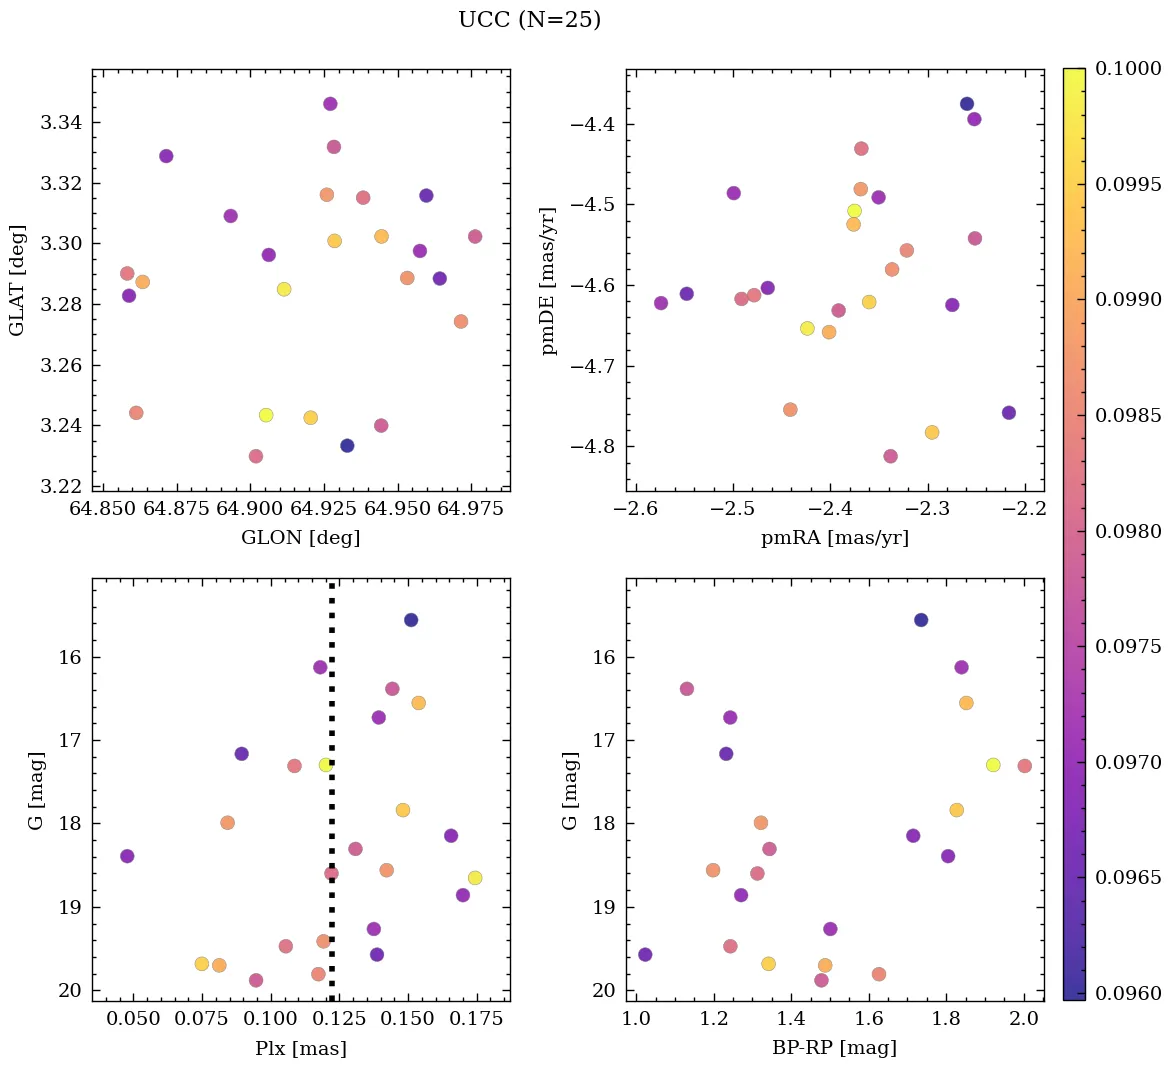 UCC (N=25)
3.34
3.32
3.30
3.28
3.26
3.24
3.22
GLAT [deg]
64.850 64.875 64.900 64.925 64.950 64.975
GLON [deg]
−4.4
−4.5
−4.6
−4.7
−4.8
pmDE [mas/yr]
−2.6 −2.5 −2.4 −2.3 −2.2
pmRA [mas/yr]
16
17
18
19
20
G [mag]
0.050 0.075 0.100 0.125 0.150 0.175
Plx [mas]
16
17
18
19
20
G [mag]
1.0 1.2 1.4 1.6 1.8 2.0
BP-RP [mag]
0.1000
0.0995
0.0990
0.0985
0.0980
0.0975
0.0970
0.0965
0.0960